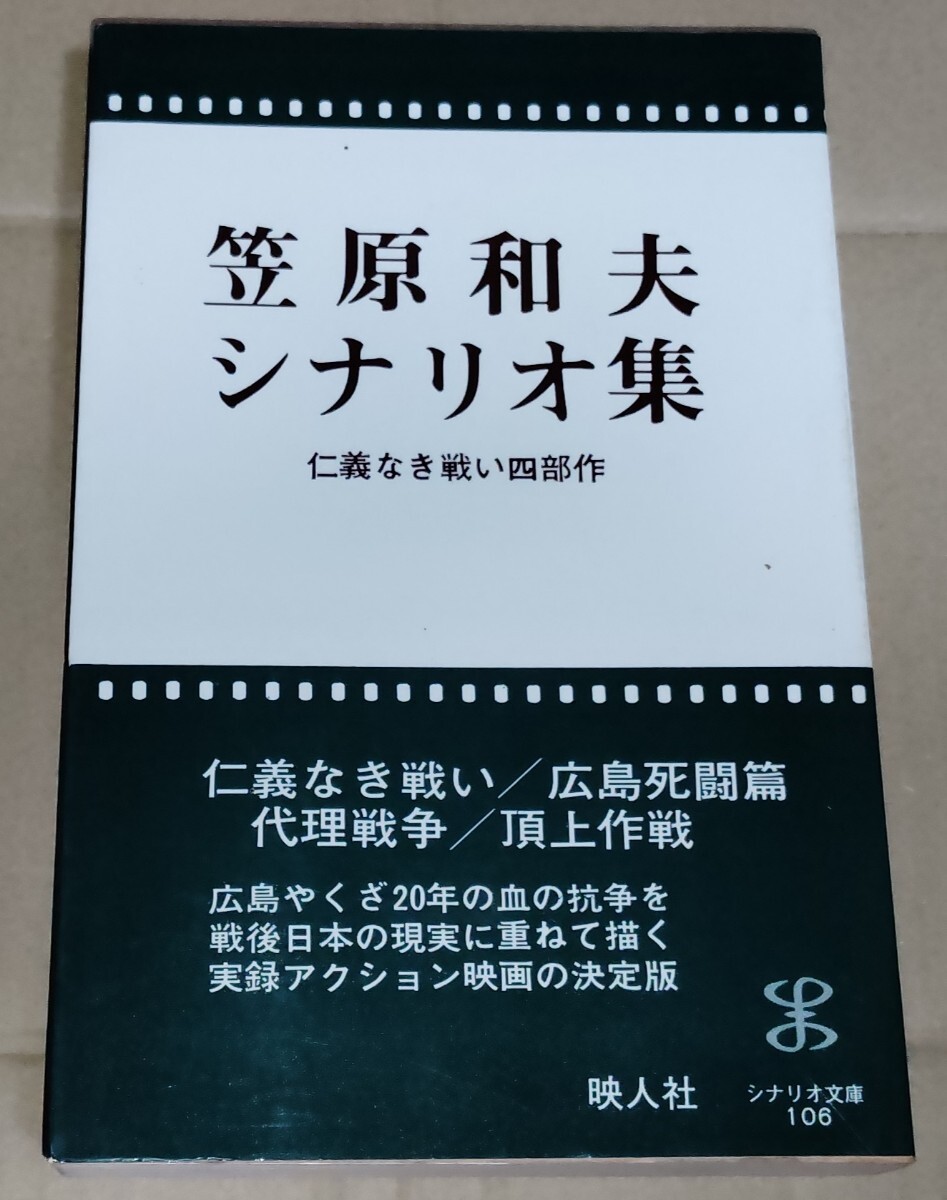 笠原和夫
シナリオ集
仁義なき戦い四部作
仁義なき戦い／広島死闘篇
代理戦争／頂上作戦
広島やくざ20年の血の抗争を
戦後日本の現実に重ねて描く
実録アクション映画の決定版
映人社
シナリオ文庫
106